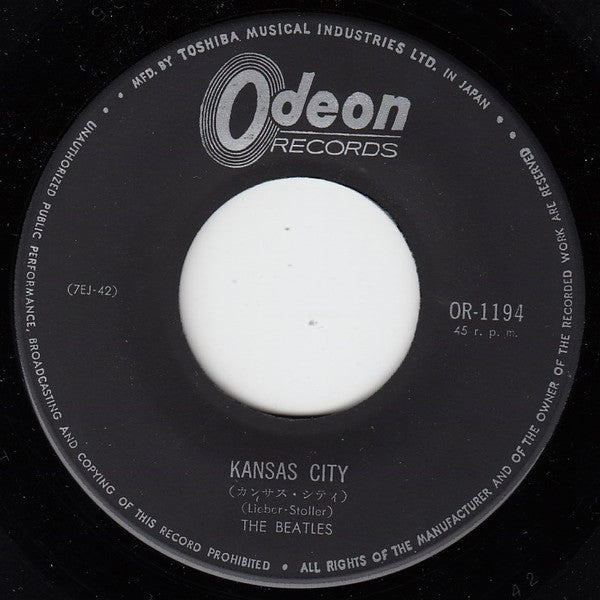 • MFD. BY TOSHIBA MUSICAL INDUSTRIES LTD. IN JAPAN •
Odeon
RECORDS
(7EJ-42)
OR-1194
45 r. p. m.
KANSAS CITY
(カンサス・シティ)
(Lieber-Stoller)
THE BEATLES
• UNAUTHORIZED PUBLIC PERFORMANCE, BROADCASTING AND COPYING OF THIS RECORD PROHIBITED • ALL RIGHTS OF THE MANUFACTURER AND OF THE OWNER OF THE RECORDED WORK ARE RESERVED •